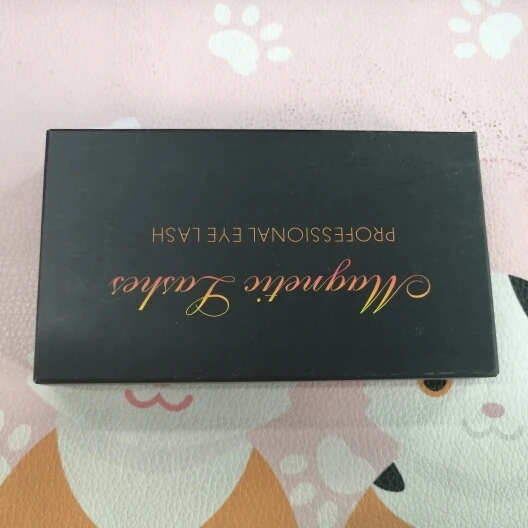 Magnetic Lashes
PROFESSIONAL EYE LASH